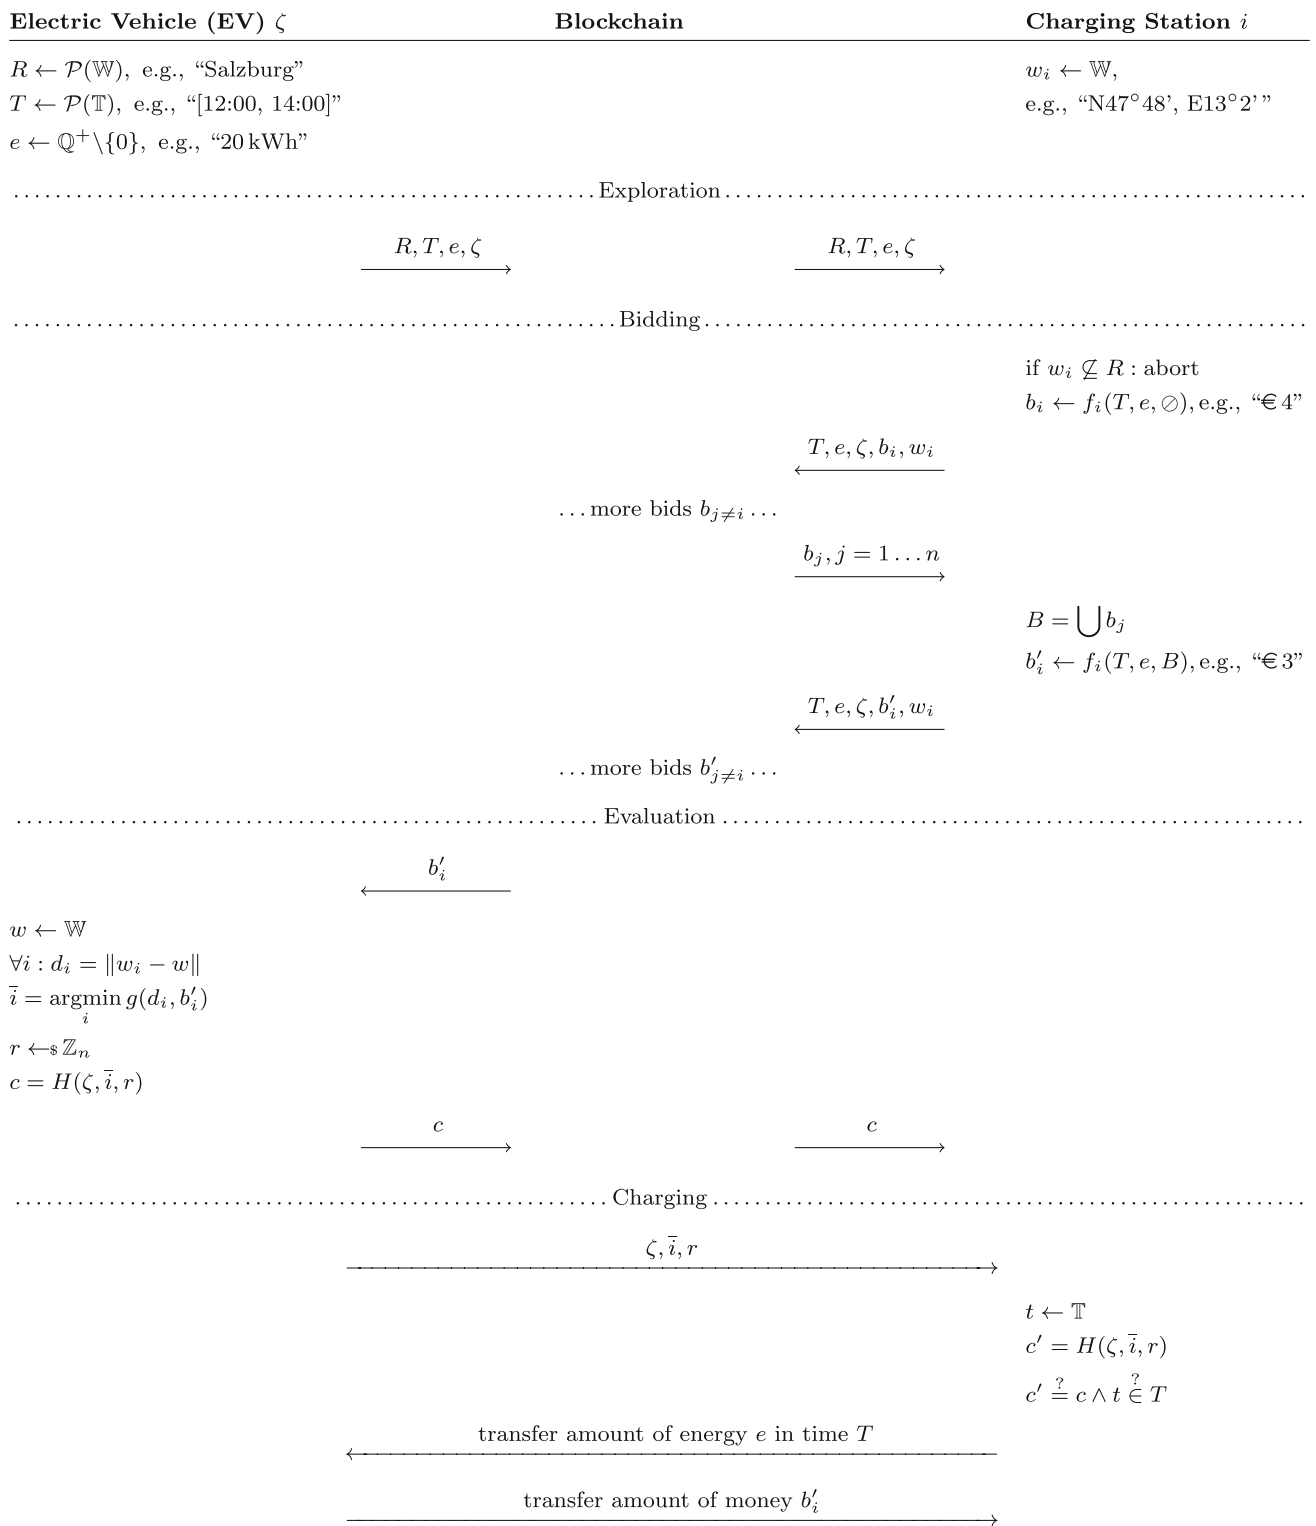 Electric Vehicle (EV) ζ Blockchain Charging Station i
R ← 𝒫(𝕎), e.g., “Salzburg” w_i ← 𝕎,
T ← 𝒫(𝕋), e.g., “[12:00, 14:00]” e.g., “N47°48’, E13°2’ ”
e ← ℚ⁺\{0}, e.g., “20 kWh”
Exploration
R, T, e, ζ R, T, e, ζ
Bidding
if w_i ⊈ R : abort
b_i ← f_i(T, e, ⊘), e.g., “€ 4”
T, e, ζ, b_i, w_i
...more bids b_{j≠i} ...
b_j, j = 1 ... n
B = ⋃ b_j
b′_i ← f_i(T, e, B), e.g., “€ 3”
T, e, ζ, b′_i, w_i
...more bids b′_{j≠i} ...
Evaluation
b′_i
w ← 𝕎
∀i : d_i = ‖w_i − w‖
i̅ = argmin_i g(d_i, b′_i)
r ←$ ℤ_n
c = H(ζ, i̅, r)
c c
Charging
ζ, i̅, r
t ← 𝕋
c′ = H(ζ, i̅, r)
c′ ≟ c ∧ t ∈^? T
transfer amount of energy e in time T
transfer amount of money b′_i